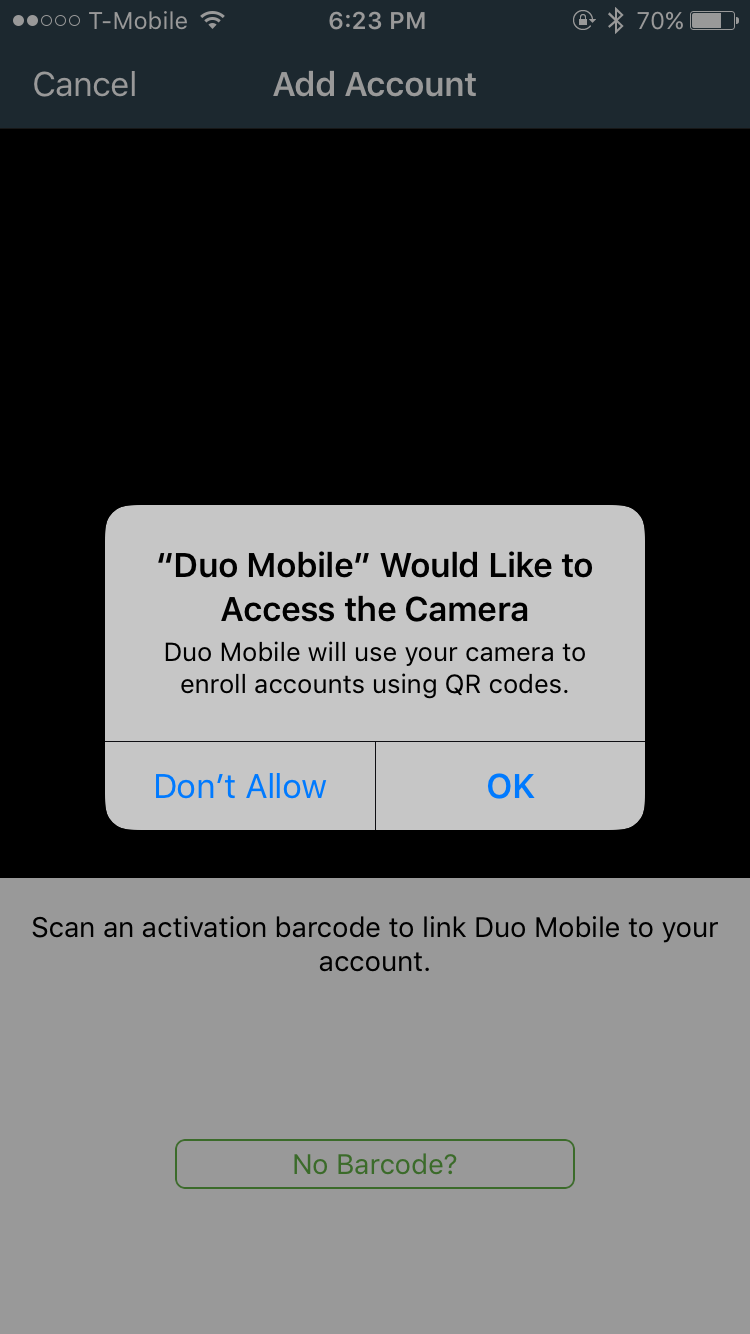 T-Mobile 6:23 PM 70%
Cancel Add Account
“Duo Mobile” Would Like to
Access the Camera
Duo Mobile will use your camera to
enroll accounts using QR codes.
Don’t Allow OK
Scan an activation barcode to link Duo Mobile to your
account.
No Barcode?